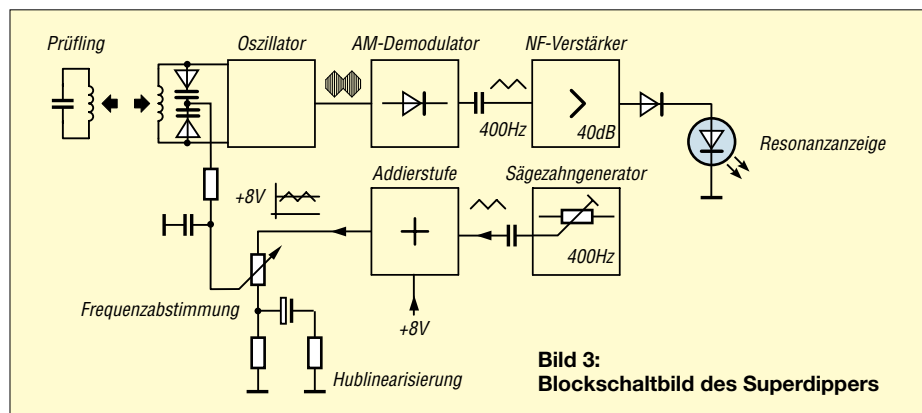 Prüfling
Oszillator
AM-Demodulator
NF-Verstärker
400Hz
40dB
Resonanzanzeige
+8V
Addierstufe
Sägezahngenerator
400Hz
Frequenzabstimmung
+8V
Hublinearisierung
Bild 3:
Blockschaltbild des Superdippers